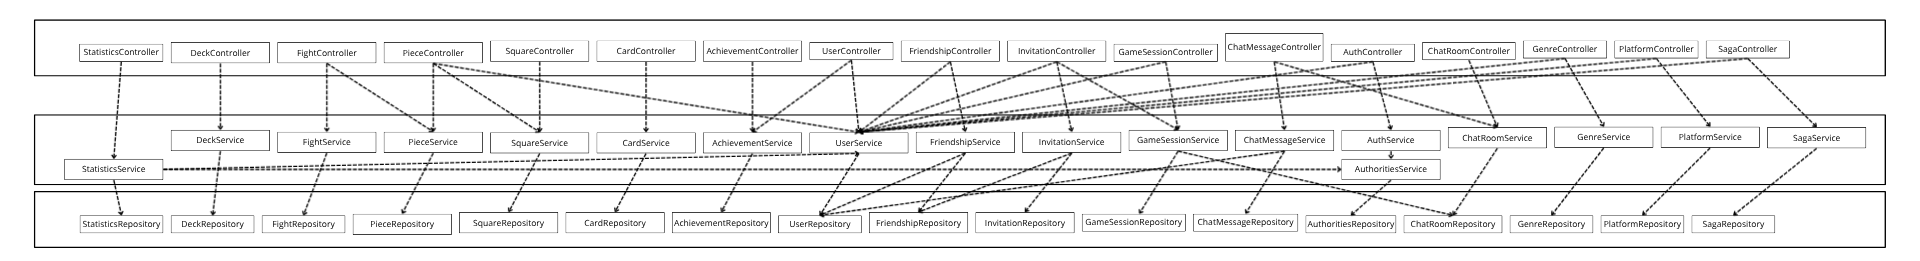 StatisticsController
DeckController
FightController
PieceController
SquareController
CardController
AchievementController
UserController
FriendshipController
InvitationController
GameSessionController
ChatMessageController
AuthController
ChatRoomController
GenreController
PlatformController
SagaController
DeckService
FightService
PieceService
SquareService
CardService
AchievementService
UserService
FriendshipService
InvitationService
GameSessionService
ChatMessageService
AuthService
ChatRoomService
GenreService
PlatformService
SagaService
StatisticsService
AuthoritiesService
StatisticsRepository
DeckRepository
FightRepository
PieceRepository
SquareRepository
CardRepository
AchievementRepository
UserRepository
FriendshipRepository
InvitationRepository
GameSessionRepository
ChatMessageRepository
AuthoritiesRepository
ChatRoomRepository
GenreRepository
PlatformRepository
SagaRepository